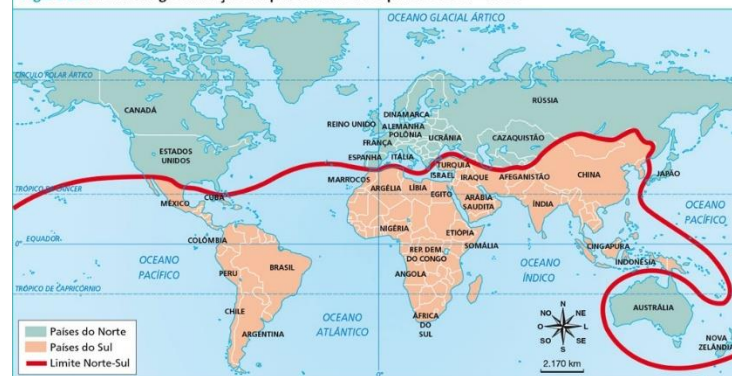 OCEANO GLACIAL ÁRTICO
CÍRCULO POLAR ÁRTICO
CANADÁ
RÚSSIA
DINAMARCA
REINO UNIDO
ALEMANHA
POLÔNIA
UCRÂNIA
CAZAQUISTÃO
FRANÇA
ESTADOS
UNIDOS
ESPANHA
ITÁLIA
TURQUIA
MARROCOS
ISRAEL
IRAQUE
AFEGANISTÃO
CHINA
JAPÃO
TRÓPICO DE CÂNCER
CUBA
MÉXICO
ARGÉLIA
LÍBIA
EGITO
ARÁBIA
SAUDITA
ÍNDIA
OCEANO
PACÍFICO
NIGÉRIA
ETIÓPIA
COLÔMBIA
SOMÁLIA
0° EQUADOR
REP. DEM.
DO CONGO
CINGAPURA
INDONÉSIA
OCEANO
PACÍFICO
PERU
BRASIL
ANGOLA
OCEANO
ÍNDICO
TRÓPICO DE CAPRICÓRNIO
CHILE
ARGENTINA
OCEANO
ATLÂNTICO
ÁFRICA
DO
SUL
AUSTRÁLIA
NOVA
ZELÂNDIA
N
NO
NE
O
L
SO
SE
S
2.170 km
Países do Norte
Países do Sul
Limite Norte-Sul